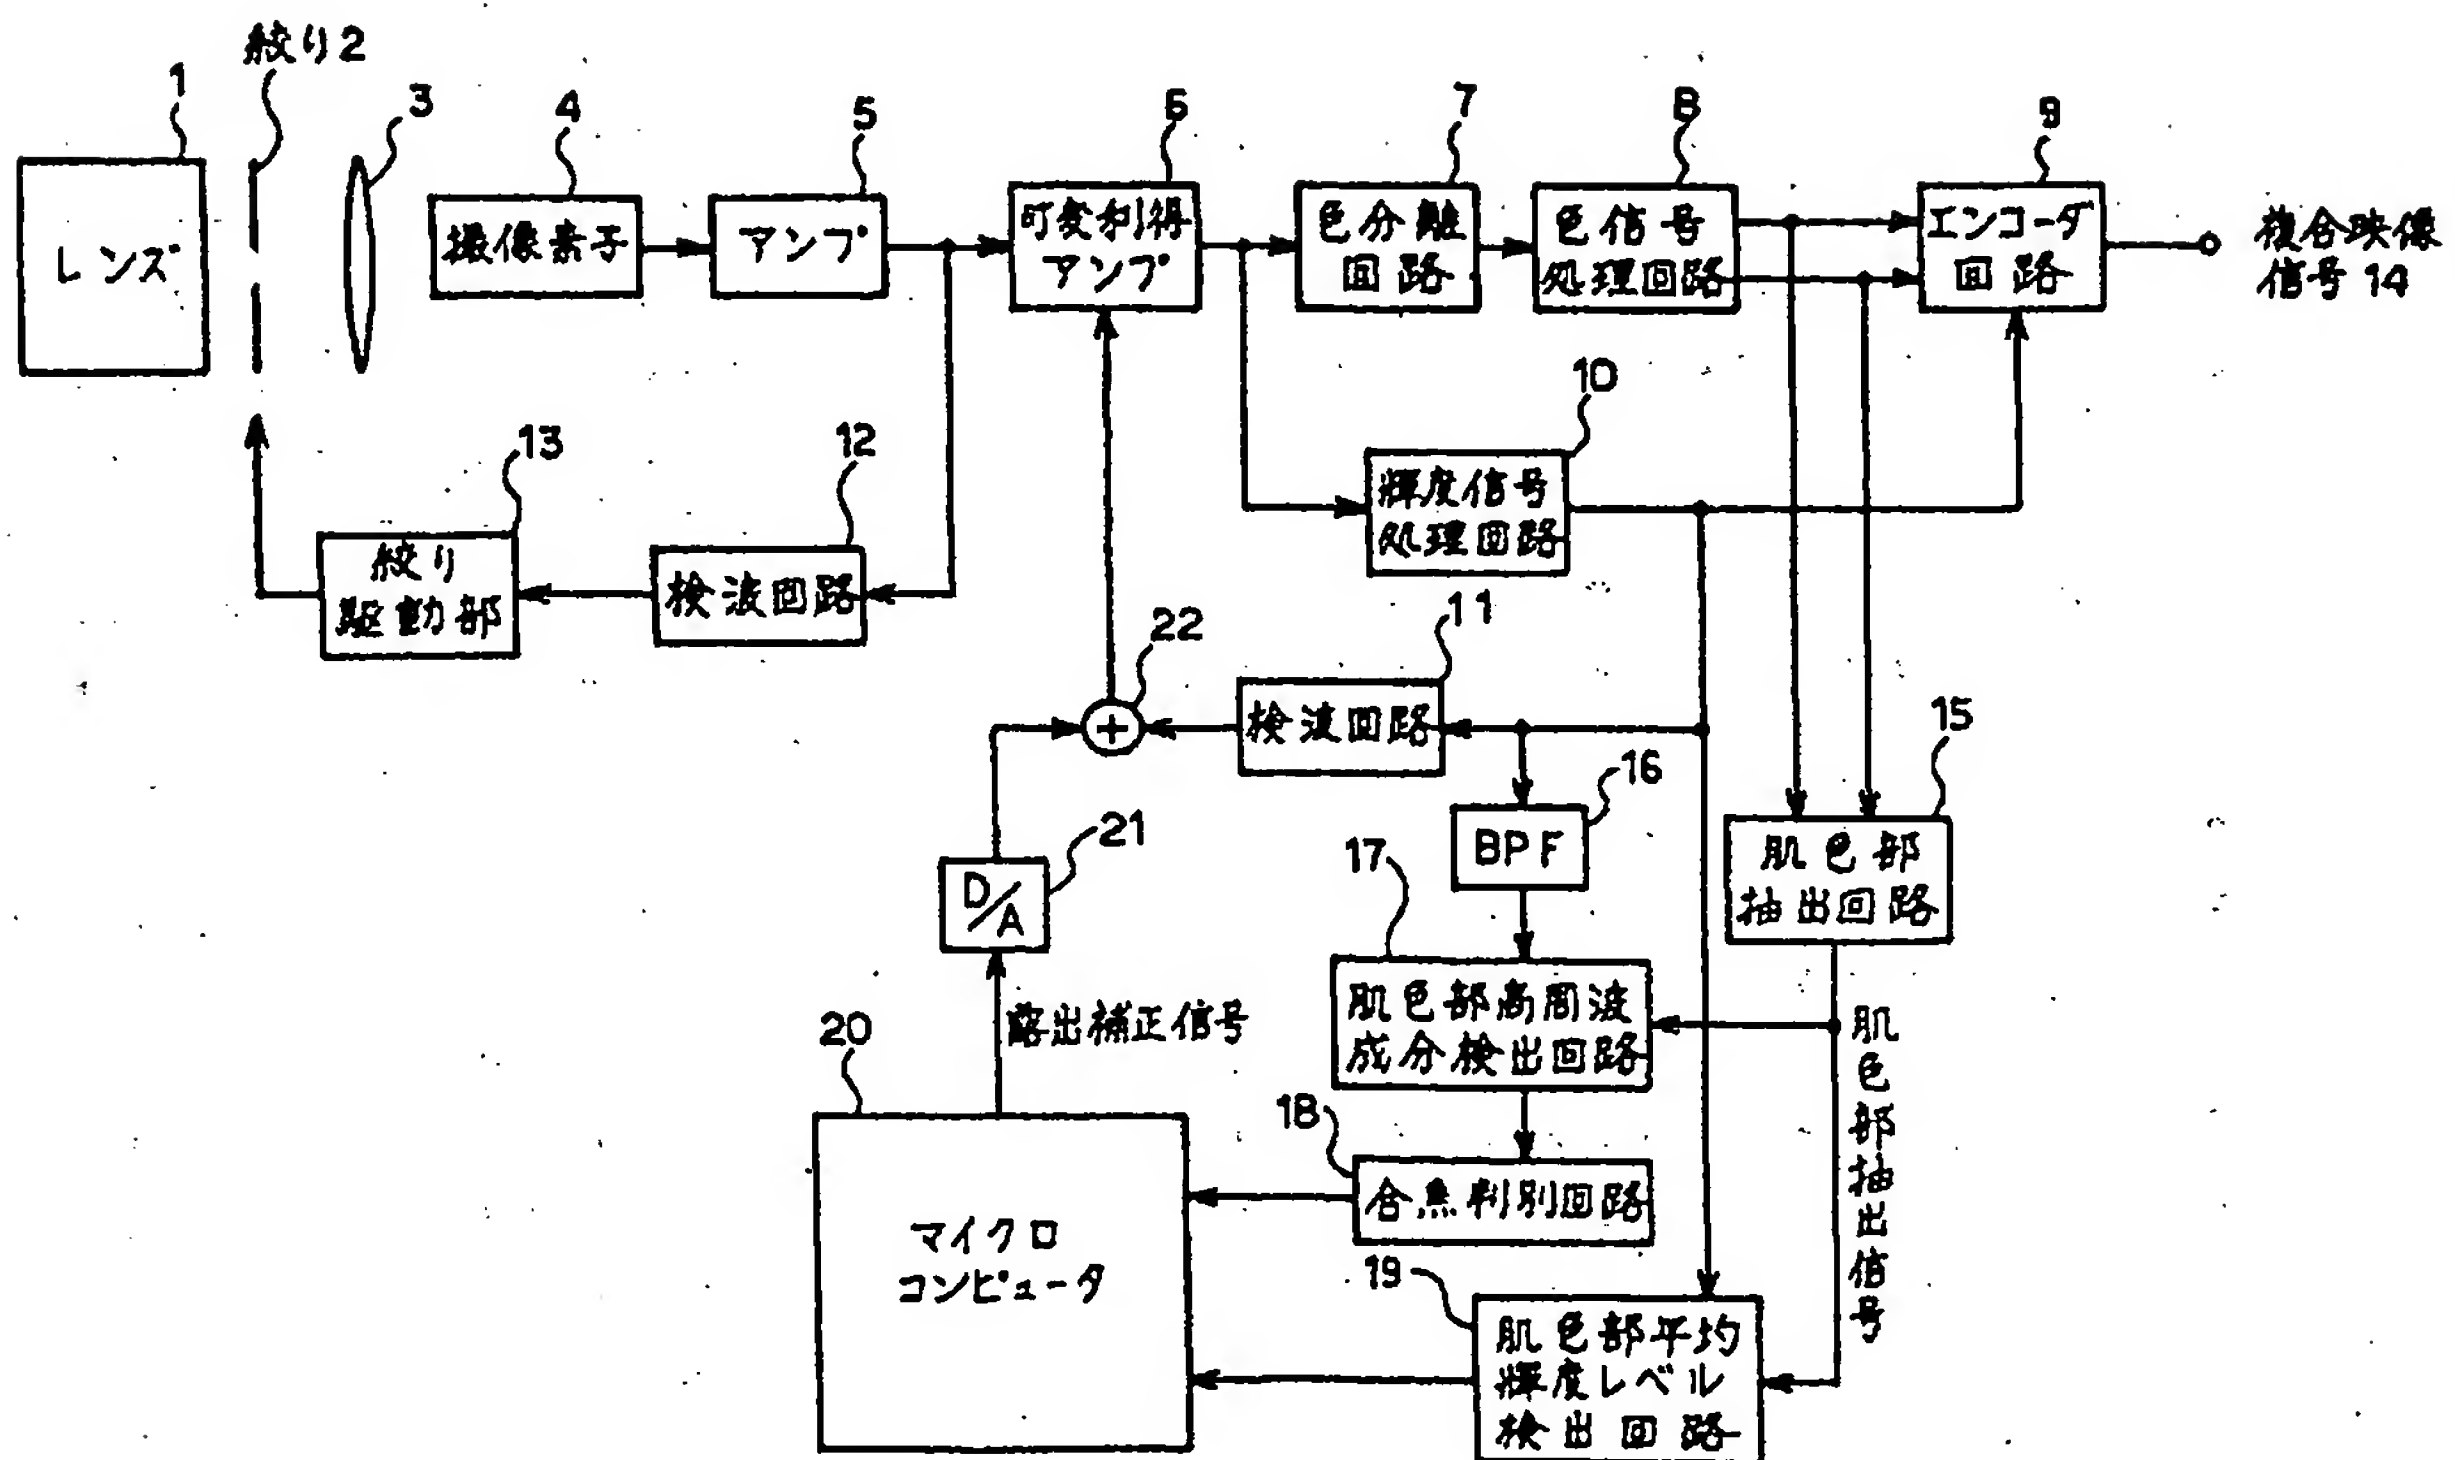 絞り2
1
3
4
5
6
7
8
9
レンズ
撮像素子
アンプ
可変利得
アンプ
色分離
回路
色信号
処理回路
エンコーダ
回路
複合映像
信号14
10
輝度信号
処理回路
13
絞り
駆動部
12
検波回路
22
+
11
検波回路
15
肌色部
抽出回路
16
BPF
21
D/A
17
肌色部高周波
成分検出回路
肌色部抽出信号
露出補正信号
20
マイクロ
コンピュータ
18
合焦判別回路
19
肌色部平均
輝度レベル
検出回路